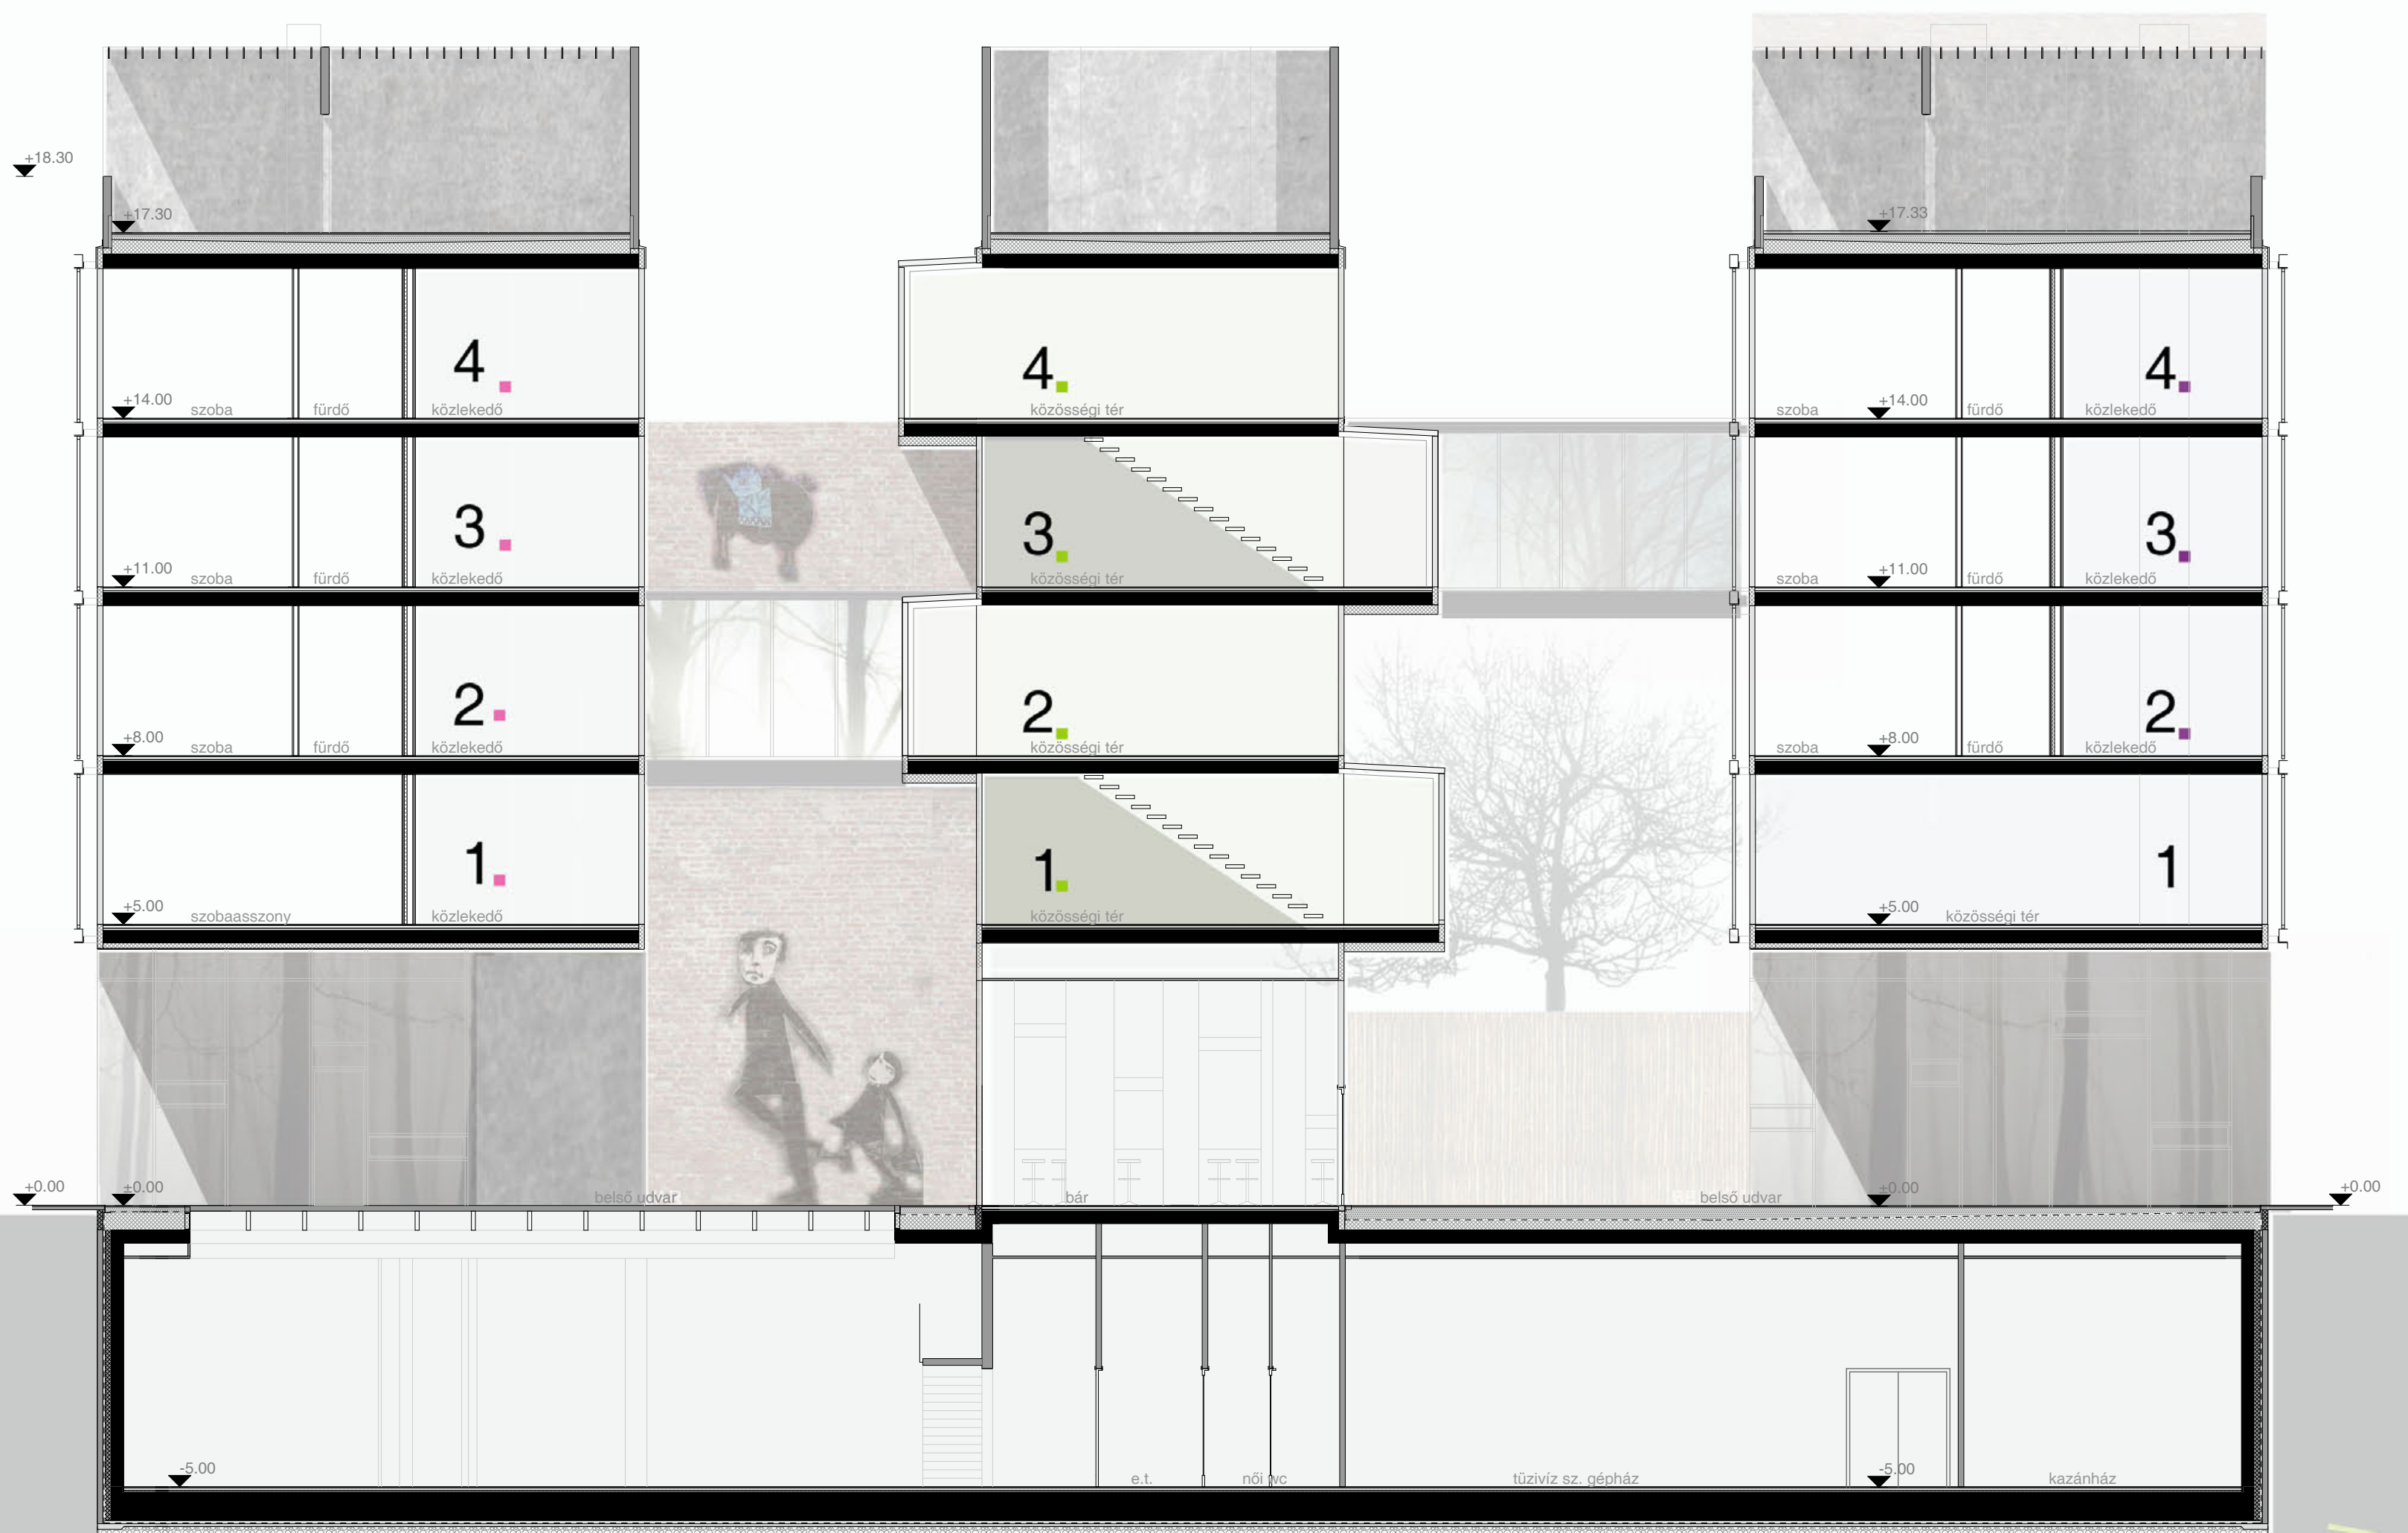 +18.30
+17.30
+17.33
4.
4.
4.
+14.00 szoba fürdő közlekedő
közösségi tér
szoba +14.00 fürdő közlekedő
3.
3.
3.
+11.00 szoba fürdő közlekedő
közösségi tér
szoba +11.00 fürdő közlekedő
2.
2.
2.
+8.00 szoba fürdő közlekedő
közösségi tér
szoba +8.00 fürdő közlekedő
1.
1.
1
+5.00 szobaasszony közlekedő
közösségi tér
+5.00 közösségi tér
+0.00 ±0.00 belső udvar bár belső udvar ±0.00 +0.00
-5.00 e.t. női wc tüzivíz sz. gépház -5.00 kazánház